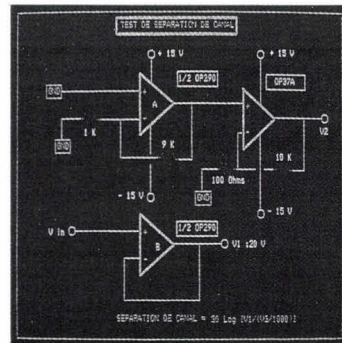 TEST DE SEPARATION DE CANAL
+ 15 V
+ 15 V
1/2 OP290
OP37A
GND
A
1 K
9 K
V2
GND
10 K
100 Ohms
GND
- 15 V
- 15 V
1/2 OP290
V in
B
V1 :20 V
SEPARATION DE CANAL = 20 Log [V1/(V2/1000)]